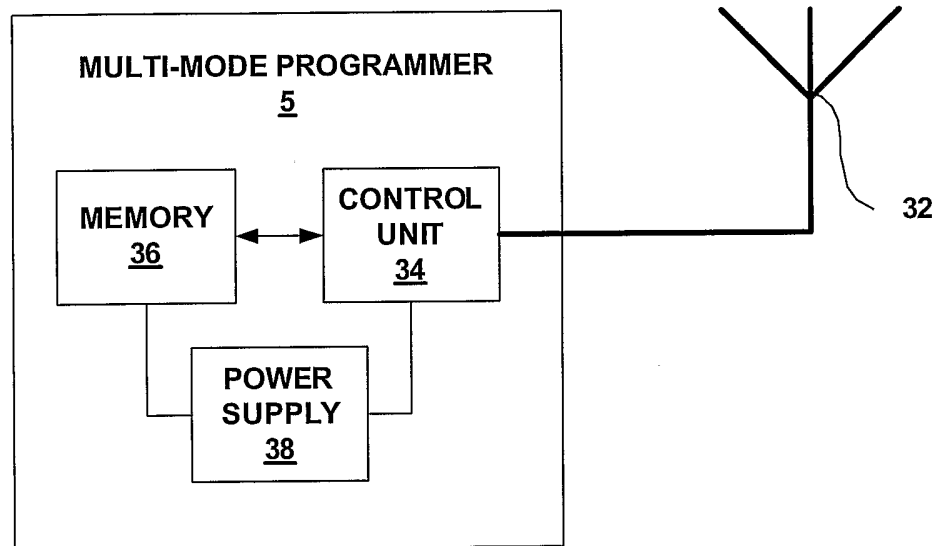 MULTI-MODE PROGRAMMER
5
MEMORY
36
CONTROL
UNIT
34
32
POWER
SUPPLY
38